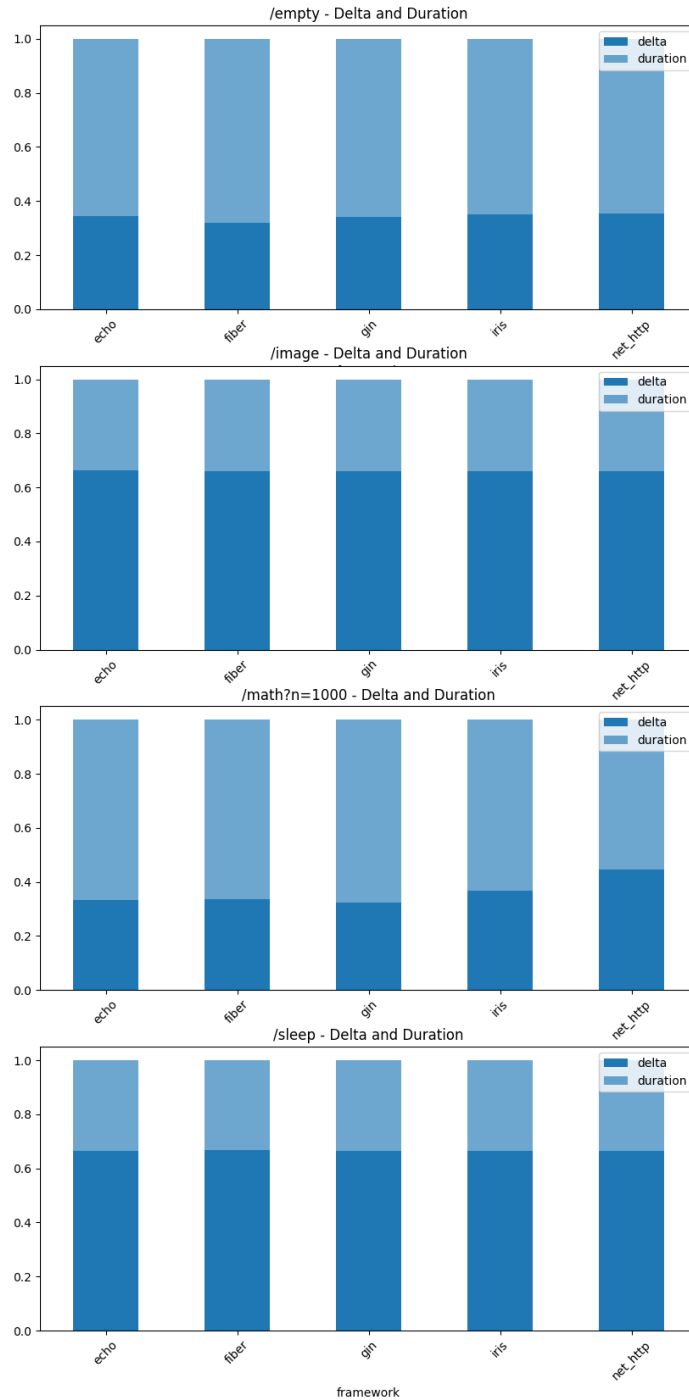 /empty - Delta and Duration
delta
duration
1.0
0.8
0.6
0.4
0.2
0.0
echo
fiber
gin
iris
net_http
/image - Delta and Duration
delta
duration
1.0
0.8
0.6
0.4
0.2
0.0
echo
fiber
gin
iris
net_http
/math?n=1000 - Delta and Duration
delta
duration
1.0
0.8
0.6
0.4
0.2
0.0
echo
fiber
gin
iris
net_http
/sleep - Delta and Duration
delta
duration
1.0
0.8
0.6
0.4
0.2
0.0
echo
fiber
gin
iris
net_http
framework